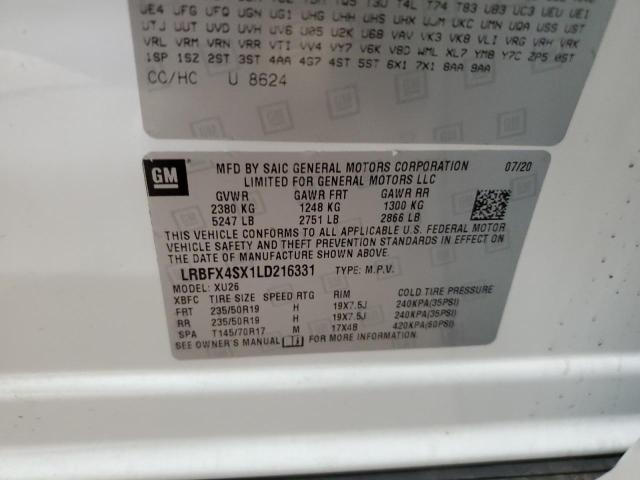 UE4 UFG UFQ UGN UG1 UHG UHH UHS UHX UJM UKC UMN UQA USS UST
UTJ UUT UVD UVH UV6 U05 U2K U68 VAV VK3 VK8 VLI VRG VRH VRK
VRL VRM VRN VRR VTI VV4 VY7 V6K V8D WML XL7 YM8 Y7C ZP5 0ST
1SP 1SZ 2ST 3ST 4AA 4G7 4ST 5ST 6X1 7X1 8AA 9AA
CC/HC U 8624
GM
MFD BY SAIC GENERAL MOTORS CORPORATION 07/20
LIMITED FOR GENERAL MOTORS LLC
GVWR GAWR FRT GAWR RR
2380 KG 1248 KG 1300 KG
5247 LB 2751 LB 2866 LB
THIS VEHICLE CONFORMS TO ALL APPLICABLE U.S. FEDERAL MOTOR
VEHICLE SAFETY, BUMPER, AND THEFT PREVENTION STANDARDS IN EFFECT ON
THE DATE OF MANUFACTURE SHOWN ABOVE.
LRBFX4SX1LD216331 TYPE: M.P.V.
MODEL: XU26
XBFC TIRE SIZE SPEED RTG RIM COLD TIRE PRESSURE
FRT 235/50R19 H 19X7.5J 240KPA(35PSI)
RR 235/50R19 H 19X7.5J 240KPA(35PSI)
SPA T145/70R17 M 17X4B 420KPA(60PSI)
SEE OWNER'S MANUAL i FOR MORE INFORMATION.